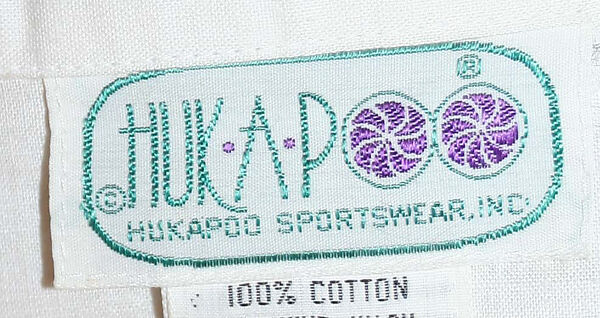 ®
HUK·A·POO
©
HUKAPOO SPORTSWEAR, INC.
100% COTTON